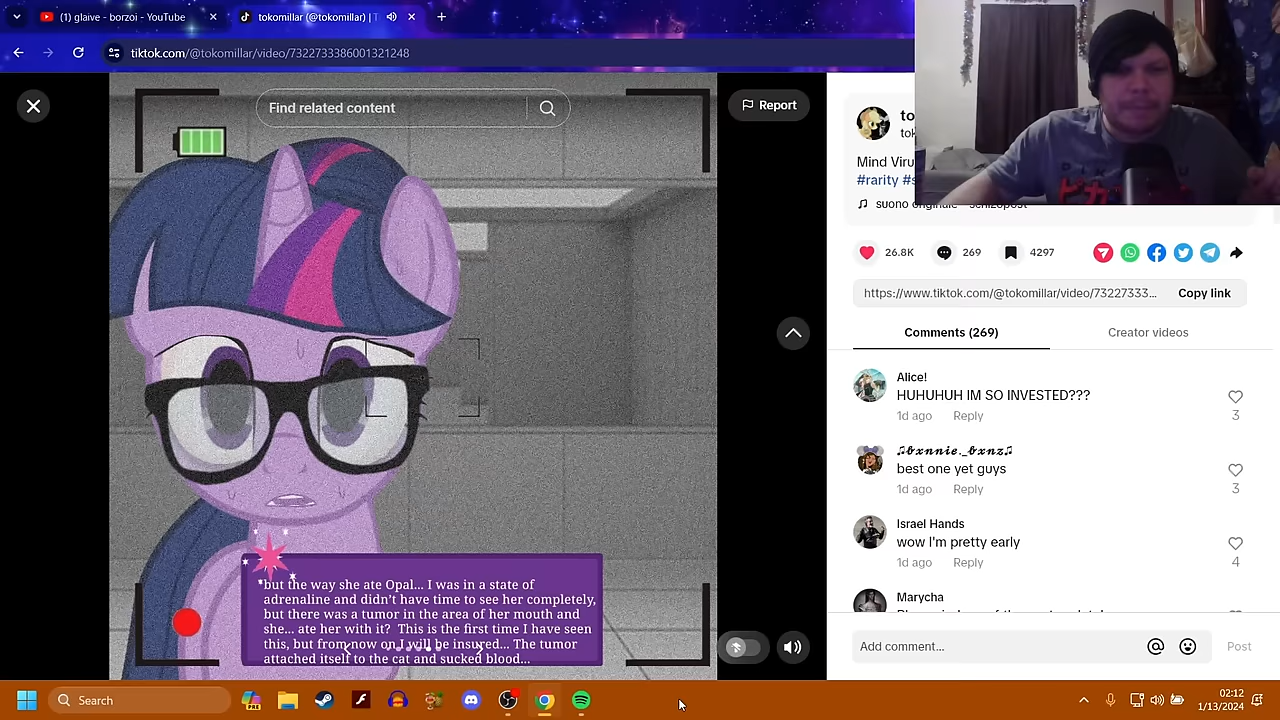 (1) glaive - borzoi - YouTube
tokomillar (@tokomillar) | T
tiktok.com/@tokomillar/video/7322733386001321248
Find related content
Report
but the way she ate Opal... I was in a state of
adrenaline and didn't have time to see her completely,
but there was a tumor in the area of her mouth and
she... ate her with it? This is the first time I have seen
this, but from now on I will be insured... The tumor
attached itself to the cat and sucked blood...
to
tok
Mind Viru
#rarity #s
suono originale
26.8K
269
4297
https://www.tiktok.com/@tokomillar/video/73227333...
Copy link
Comments (269)
Creator videos
Alice!
HUHUHUH IM SO INVESTED???
1d ago
Reply
3
♫𝓫𝔁𝓷𝓷𝓲𝓮._𝓫𝔁𝓷𝔃♫
best one yet guys
1d ago
Reply
3
Israel Hands
wow I'm pretty early
1d ago
Reply
4
Marycha
Add comment...
Post
Search
02:12
1/13/2024